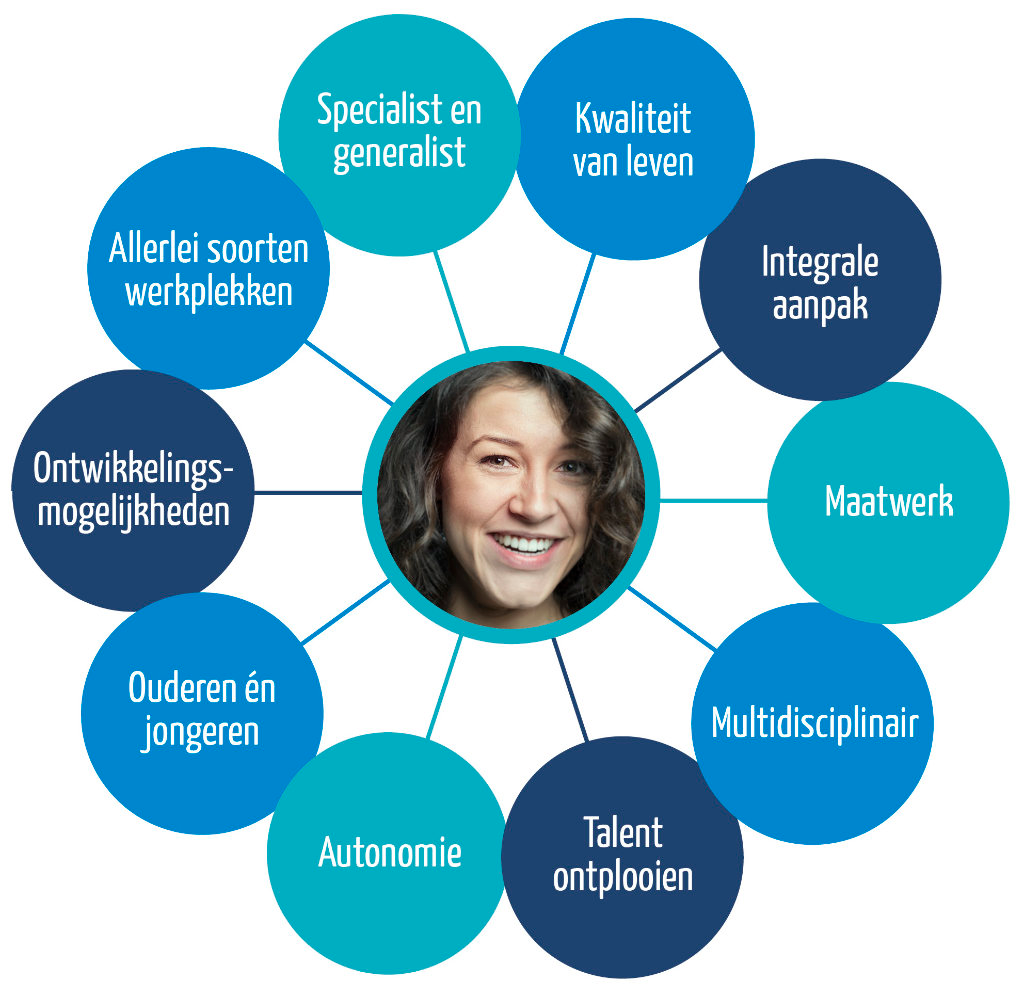 Specialist en
generalist
Kwaliteit
van leven
Integrale
aanpak
Maatwerk
Multidisciplinair
Talent
ontplooien
Autonomie
Ouderen én
jongeren
Ontwikkelings-
mogelijkheden
Allerlei soorten
werkplekken